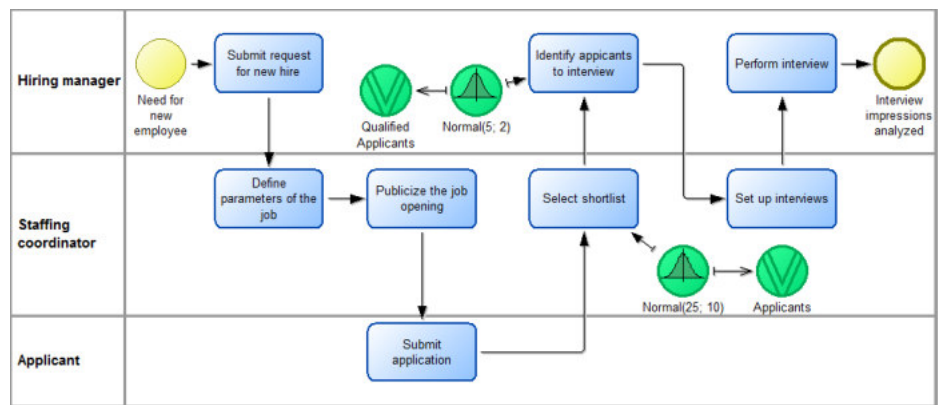 Hiring manager
Need for
new
employee
Submit request
for new hire
Qualified
Applicants
Normal(5; 2)
Identify appicants
to interview
Perform interview
Interview
impressions
analyzed
Staffing
coordinator
Define
parameters of the
job
Publicize the job
opening
Select shortlist
Set up interviews
Normal(25; 10)
Applicants
Applicant
Submit
application